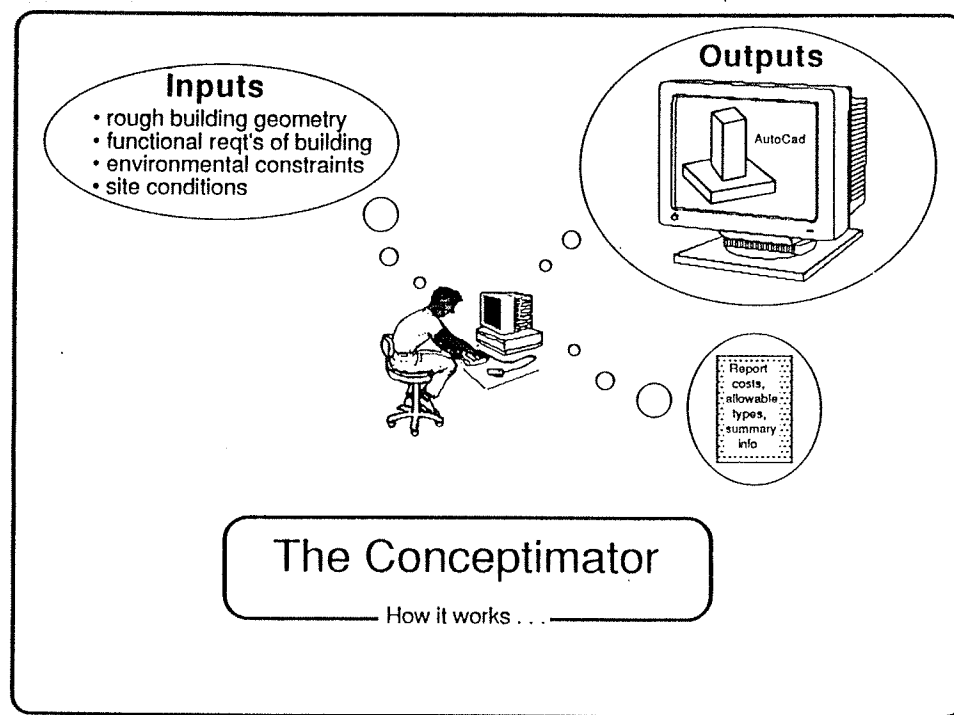 Inputs
• rough building geometry
• functional reqt's of building
• environmental constraints
• site conditions
Outputs
AutoCad
Report
costs,
allowable
types,
summary
info
The Conceptimator
How it works . . .